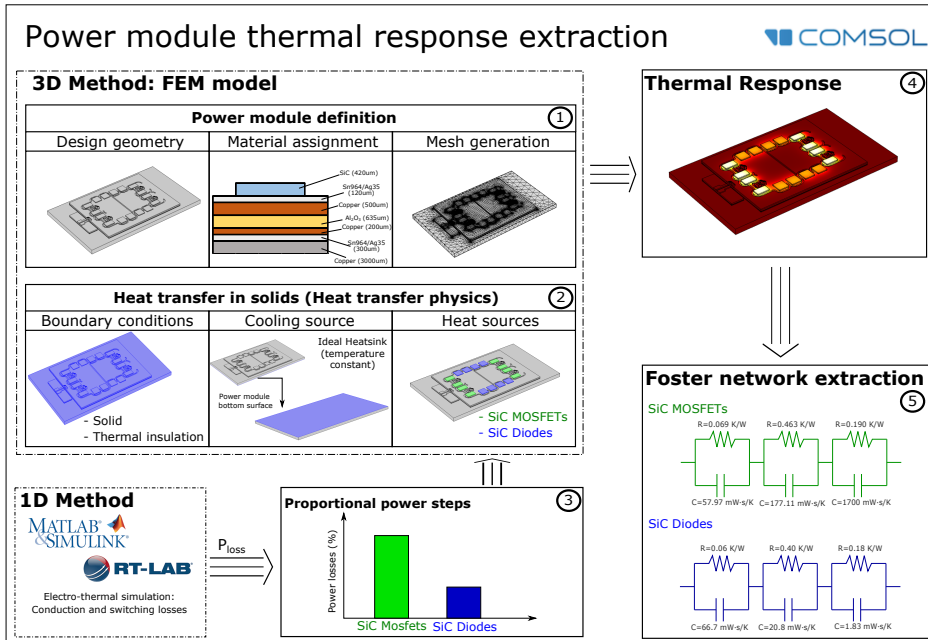 Power module thermal response extraction
COMSOL
3D Method: FEM model
Power module definition
1
Design geometry
Material assignment
Mesh generation
SiC (420um)
Sn964/Ag35
(120um)
Copper (500um)
Al₂O₃ (635um)
Copper (200um)
Sn964/Ag35
(300um)
Copper (3000um)
Heat transfer in solids (Heat transfer physics)
2
Boundary conditions
Cooling source
Heat sources
- Solid
- Thermal insulation
Ideal Heatsink
(temperature
constant)
Power module
bottom surface
- SiC MOSFETs
- SiC Diodes
1D Method
MATLAB®
&SIMULINK®
RT-LAB®
Electro-thermal simulation:
Conduction and switching losses
Ploss
Proportional power steps
3
Power losses (%)
SiC Mosfets
SiC Diodes
Thermal Response
4
Foster network extraction
5
SiC MOSFETs
R=0.069 K/W
R=0.463 K/W
R=0.190 K/W
C=57.97 mW·s/K
C=177.11 mW·s/K
C=1700 mW·s/K
SiC Diodes
R=0.06 K/W
R=0.40 K/W
R=0.18 K/W
C=66.7 mW·s/K
C=20.8 mW·s/K
C=1.83 mW·s/K